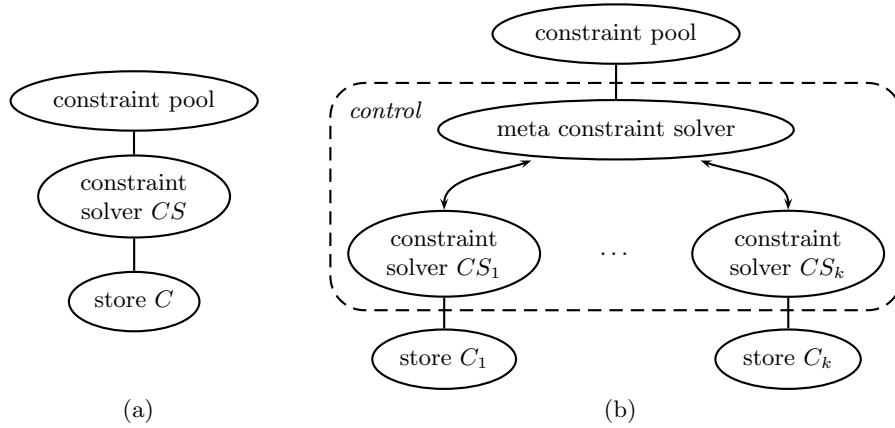 constraint pool
constraint
solver CS
store C
(a)
constraint pool
control
meta constraint solver
constraint
solver CS₁
. . .
constraint
solver CSₖ
store C₁
store Cₖ
(b)